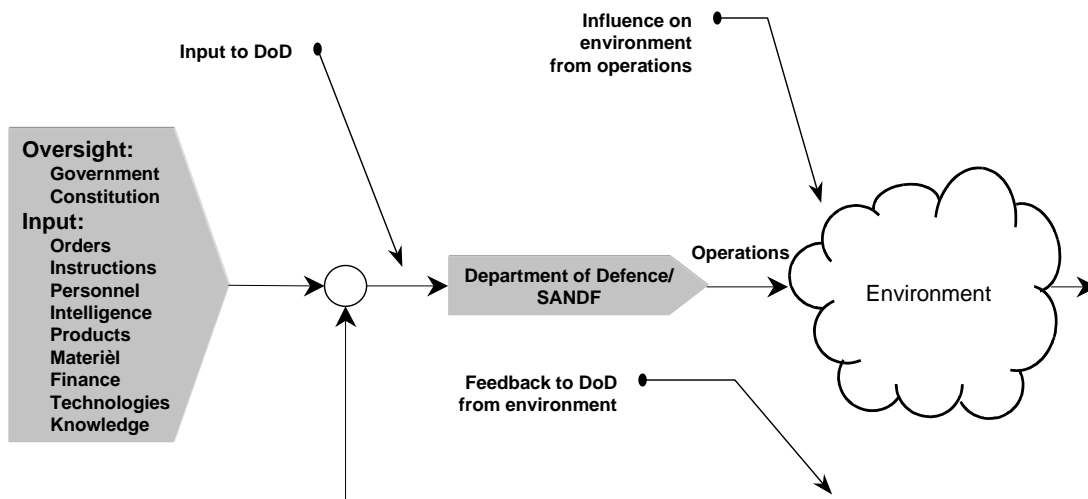 Input to DoD
Influence on
environment
from operations
Oversight:
Government
Constitution
Input:
Orders
Instructions
Personnel
Intelligence
Products
Materièl
Finance
Technologies
Knowledge
Department of Defence/
SANDF
Operations
Environment
Feedback to DoD
from environment